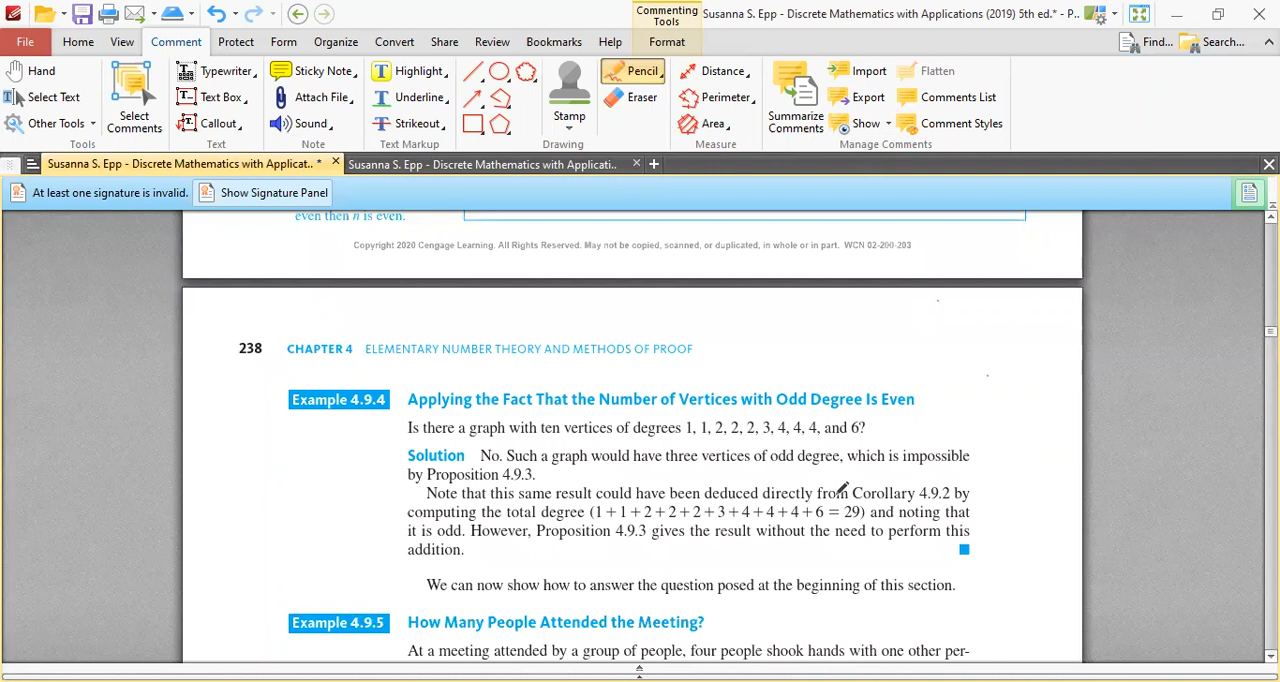 Commenting Tools
Susanna S. Epp - Discrete Mathematics with Applications (2019) 5th ed.* - P..
File Home View Comment Protect Form Organize Convert Share Review Bookmarks Help Format Find... Search...
Hand
Select Text
Other Tools
Tools
Select Comments
Typewriter
Text Box
Callout
Text
Sticky Note
Attach File
Sound
Note
Highlight
Underline
Strikeout
Text Markup
Stamp
Pencil
Eraser
Drawing
Distance
Perimeter
Area
Measure
Summarize Comments
Import
Export
Show
Flatten
Comments List
Comment Styles
Manage Comments
Susanna S. Epp - Discrete Mathematics with Applicat.. *
Susanna S. Epp - Discrete Mathematics with Applicati..
At least one signature is invalid. Show Signature Panel
even then n is even.
Copyright 2020 Cengage Learning. All Rights Reserved. May not be copied, scanned, or duplicated, in whole or in part. WCN 02-200-203
238 CHAPTER 4 ELEMENTARY NUMBER THEORY AND METHODS OF PROOF
Example 4.9.4 Applying the Fact That the Number of Vertices with Odd Degree Is Even
Is there a graph with ten vertices of degrees 1, 1, 2, 2, 2, 3, 4, 4, 4, and 6?
Solution No. Such a graph would have three vertices of odd degree, which is impossible
by Proposition 4.9.3.
Note that this same result could have been deduced directly from Corollary 4.9.2 by
computing the total degree (1 + 1 + 2 + 2 + 2 + 3 + 4 + 4 + 4 + 6 = 29) and noting that
it is odd. However, Proposition 4.9.3 gives the result without the need to perform this
addition.
We can now show how to answer the question posed at the beginning of this section.
Example 4.9.5 How Many People Attended the Meeting?
At a meeting attended by a group of people, four people shook hands with one other per-